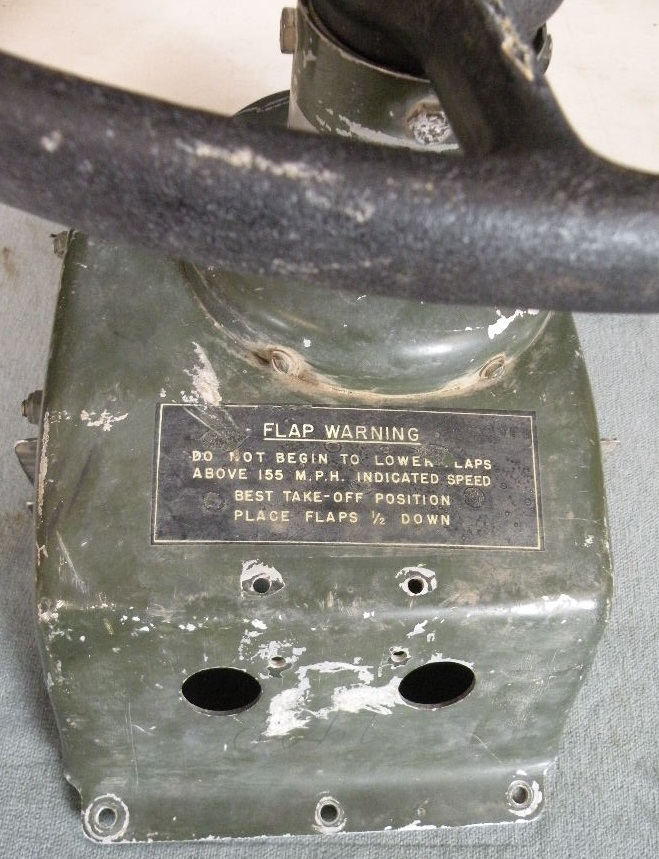 FLAP WARNING
DO NOT BEGIN TO LOWER FLAPS
ABOVE 155 M.P.H. INDICATED SPEED
BEST TAKE-OFF POSITION
PLACE FLAPS ½ DOWN